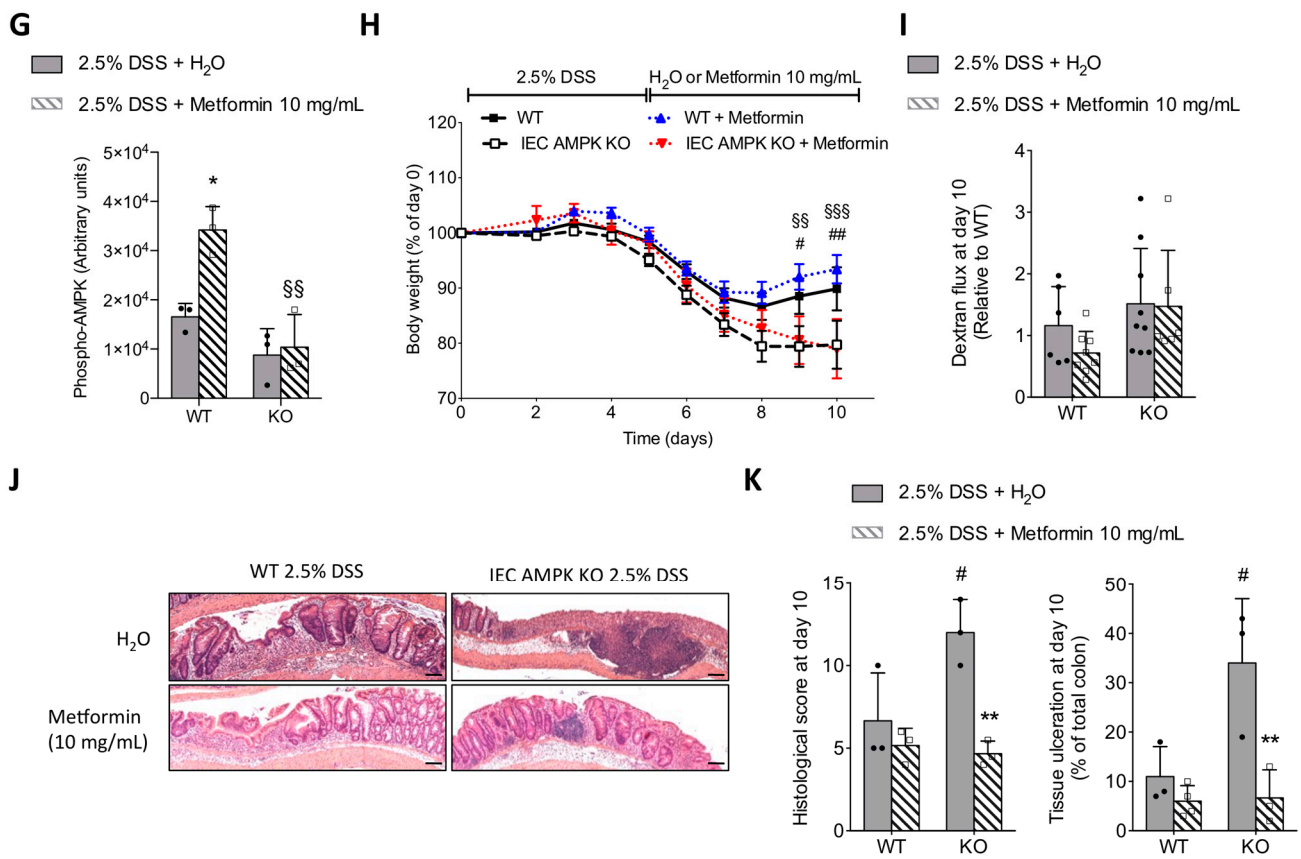 G
2.5% DSS + H₂O
2.5% DSS + Metformin 10 mg/mL
Phospho-AMPK (Arbitrary units)
5×10⁴
4×10⁴
3×10⁴
2×10⁴
1×10⁴
0
*
§§
WT
KO
H
2.5% DSS
H₂O or Metformin 10 mg/mL
WT
WT + Metformin
IEC AMPK KO
IEC AMPK KO + Metformin
Body weight (% of day 0)
120
110
100
90
80
70
§§
#
§§§
##
0
2
4
6
8
10
Time (days)
I
2.5% DSS + H₂O
2.5% DSS + Metformin 10 mg/mL
Dextran flux at day 10
(Relative to WT)
4
3
2
1
0
WT
KO
J
WT 2.5% DSS
IEC AMPK KO 2.5% DSS
H₂O
Metformin
(10 mg/mL)
K
2.5% DSS + H₂O
2.5% DSS + Metformin 10 mg/mL
Histological score at day 10
15
10
5
0
#
**
WT
KO
Tissue ulceration at day 10
(% of total colon)
50
40
30
20
10
0
#
**
WT
KO